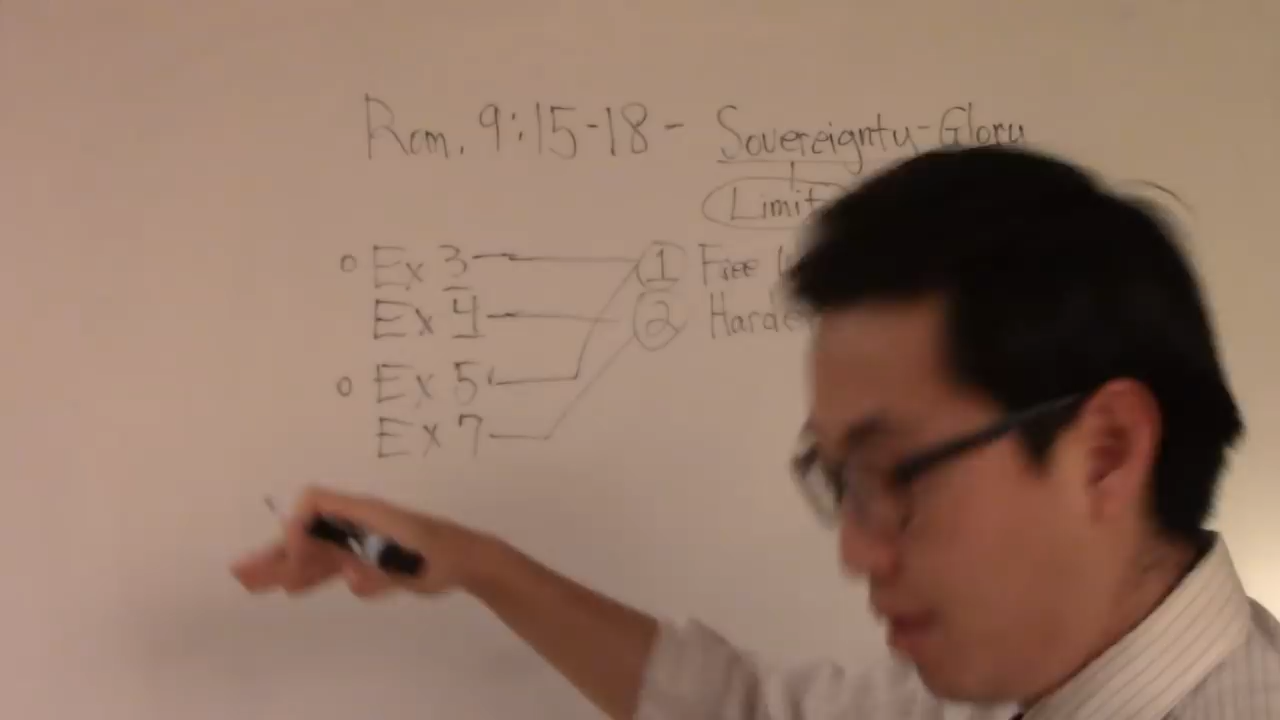 Rom. 9:15-18 - Sovereignty-Glory
Limit
Ex 3 1 Free
Ex 4 2 Harde
Ex 5
Ex 7